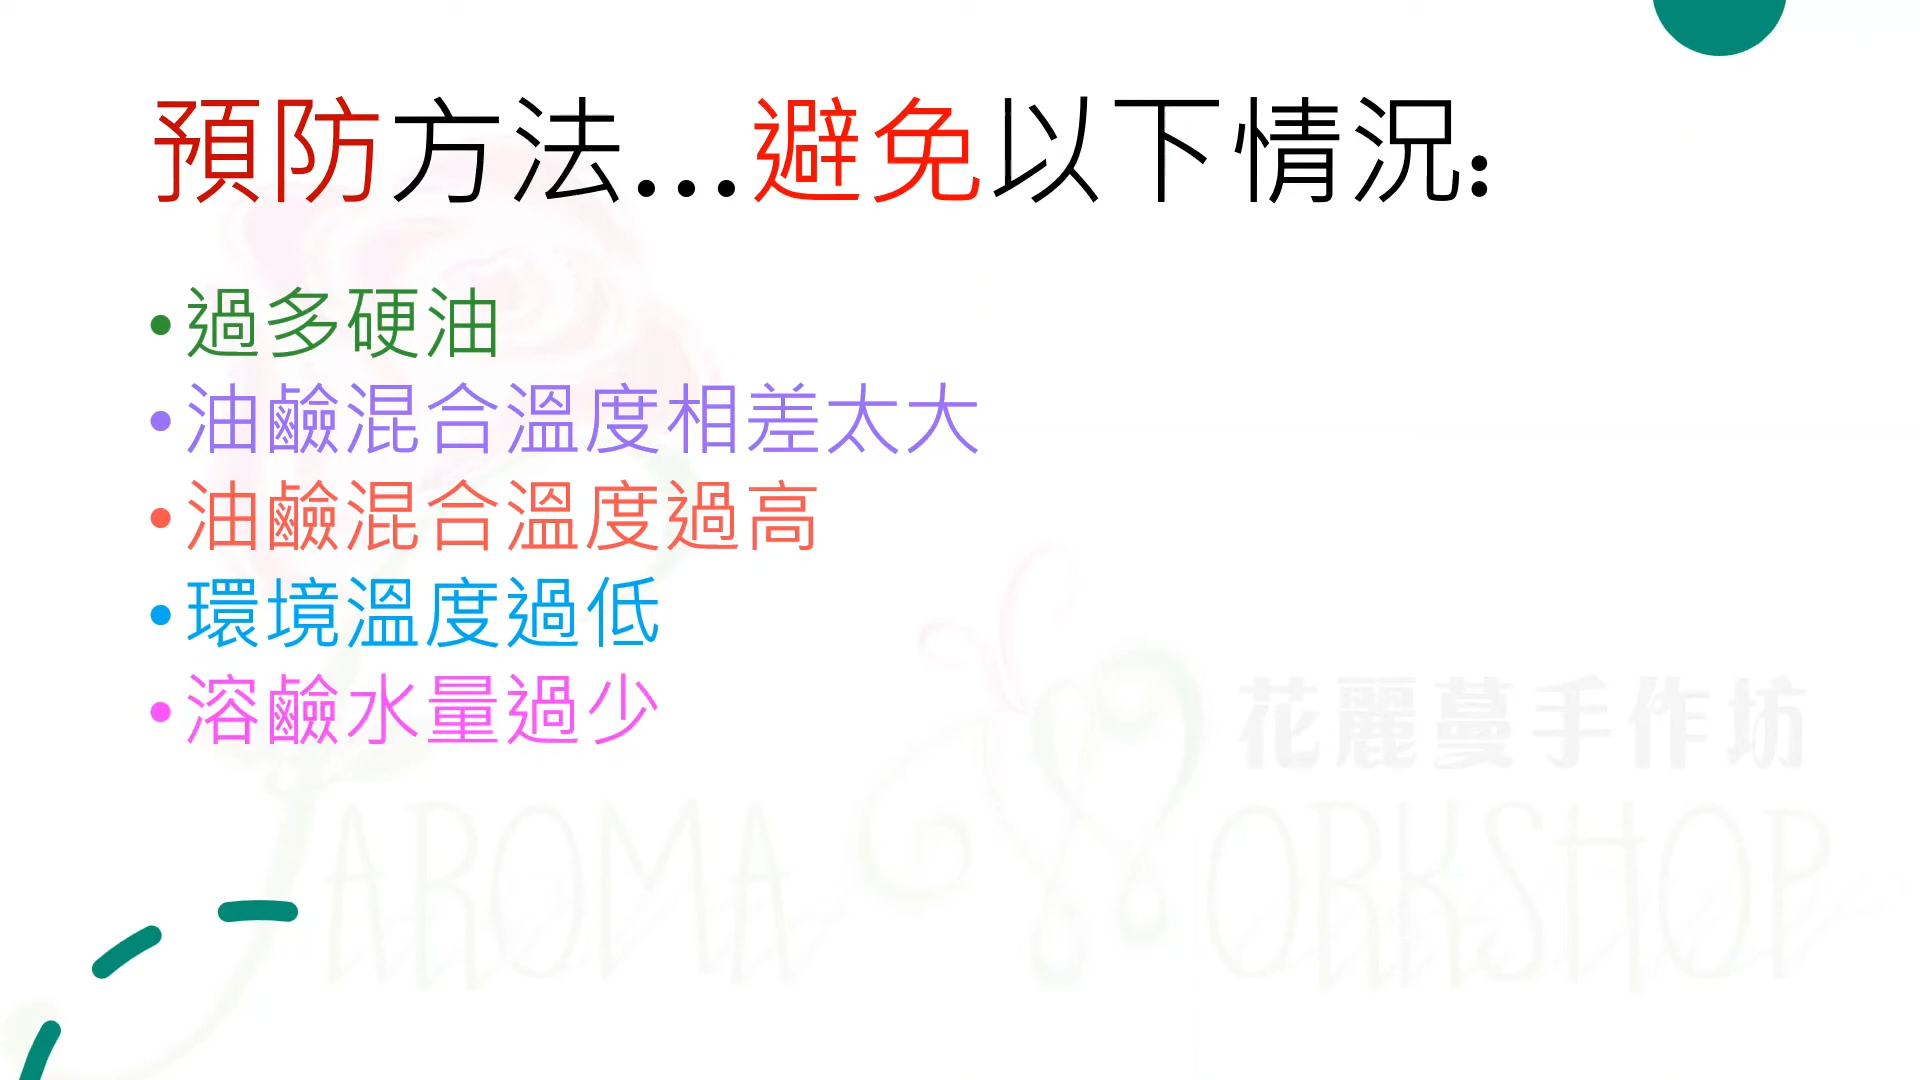 預防方法...避免以下情況:
•過多硬油
•油鹼混合溫度相差太大
•油鹼混合溫度過高
•環境溫度過低
•溶鹼水量過少
花麗蔓手作坊
AROMA WORKSHOP